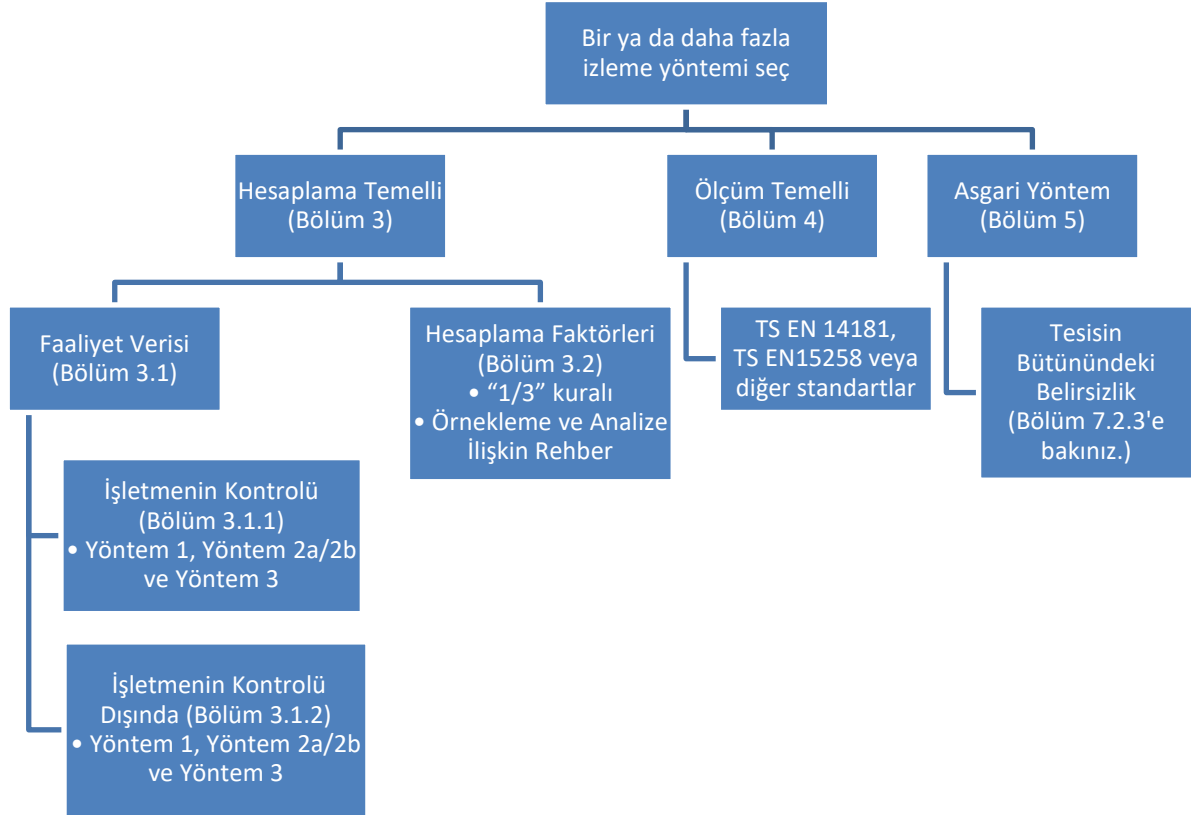 Bir ya da daha fazla
izleme yöntemi seç
Hesaplama Temelli
(Bölüm 3)
Ölçüm Temelli
(Bölüm 4)
Asgari Yöntem
(Bölüm 5)
Faaliyet Verisi
(Bölüm 3.1)
Hesaplama Faktörleri
(Bölüm 3.2)
• “1/3” kuralı
• Örnekleme ve Analize
İlişkin Rehber
TS EN 14181,
TS EN15258 veya
diğer standartlar
Tesisin
Bütünündeki
Belirsizlik
(Bölüm 7.2.3'e
bakınız.)
İşletmenin Kontrolü
(Bölüm 3.1.1)
• Yöntem 1, Yöntem 2a/2b
ve Yöntem 3
İşletmenin Kontrolü
Dışında (Bölüm 3.1.2)
• Yöntem 1, Yöntem 2a/2b
ve Yöntem 3